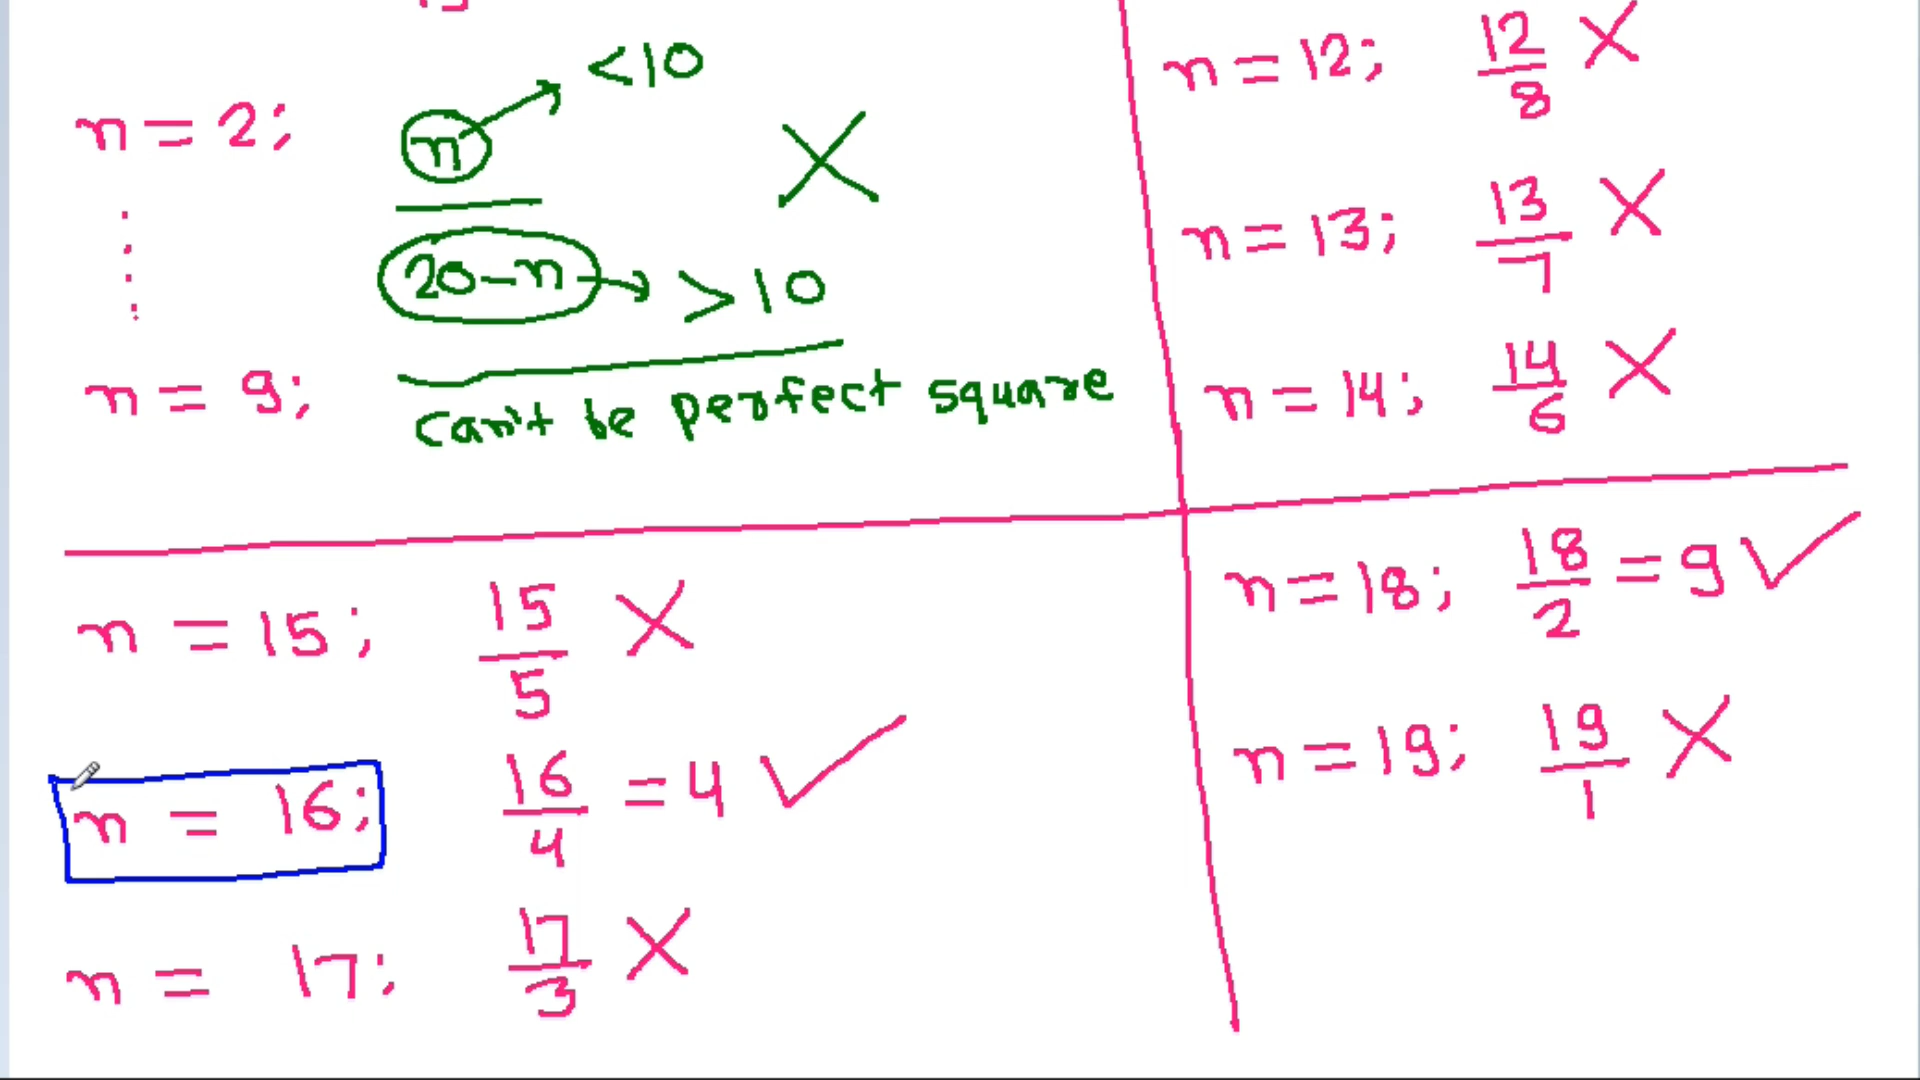 n = 2; n <10
20-n >10
n = 9; can't be perfect square
n = 12; 12/8
n = 13; 13/7
n = 14; 14/6
n = 15; 15/5
n = 16; 16/4 = 4
n = 17; 17/3
n = 18; 18/2 = 9
n = 19; 19/1